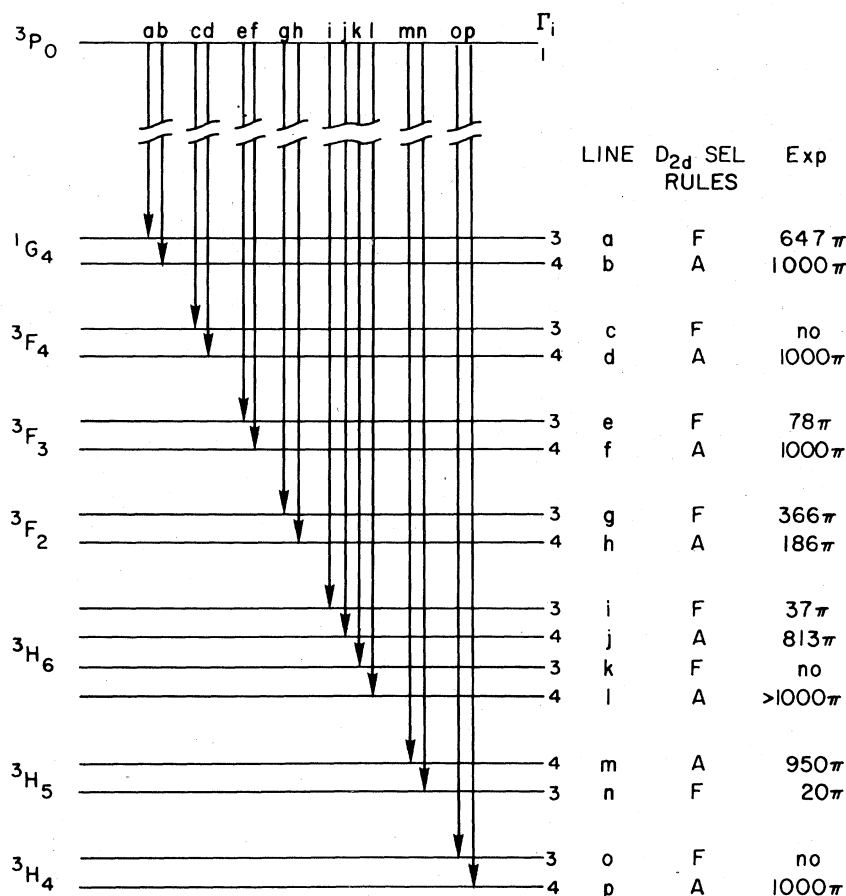 ³P₀ ab cd ef gh i j k l mn op Γᵢ
1
LINE D₂d SEL RULES Exp
¹G₄
3 a F 647π
4 b A 1000π
³F₄
3 c F no
4 d A 1000π
³F₃
3 e F 78π
4 f A 1000π
³F₂
3 g F 366π
4 h A 186π
³H₆
3 i F 37π
4 j A 813π
3 k F no
4 l A >1000π
³H₅
4 m A 950π
3 n F 20π
³H₄
3 o F no
4 p A 1000π